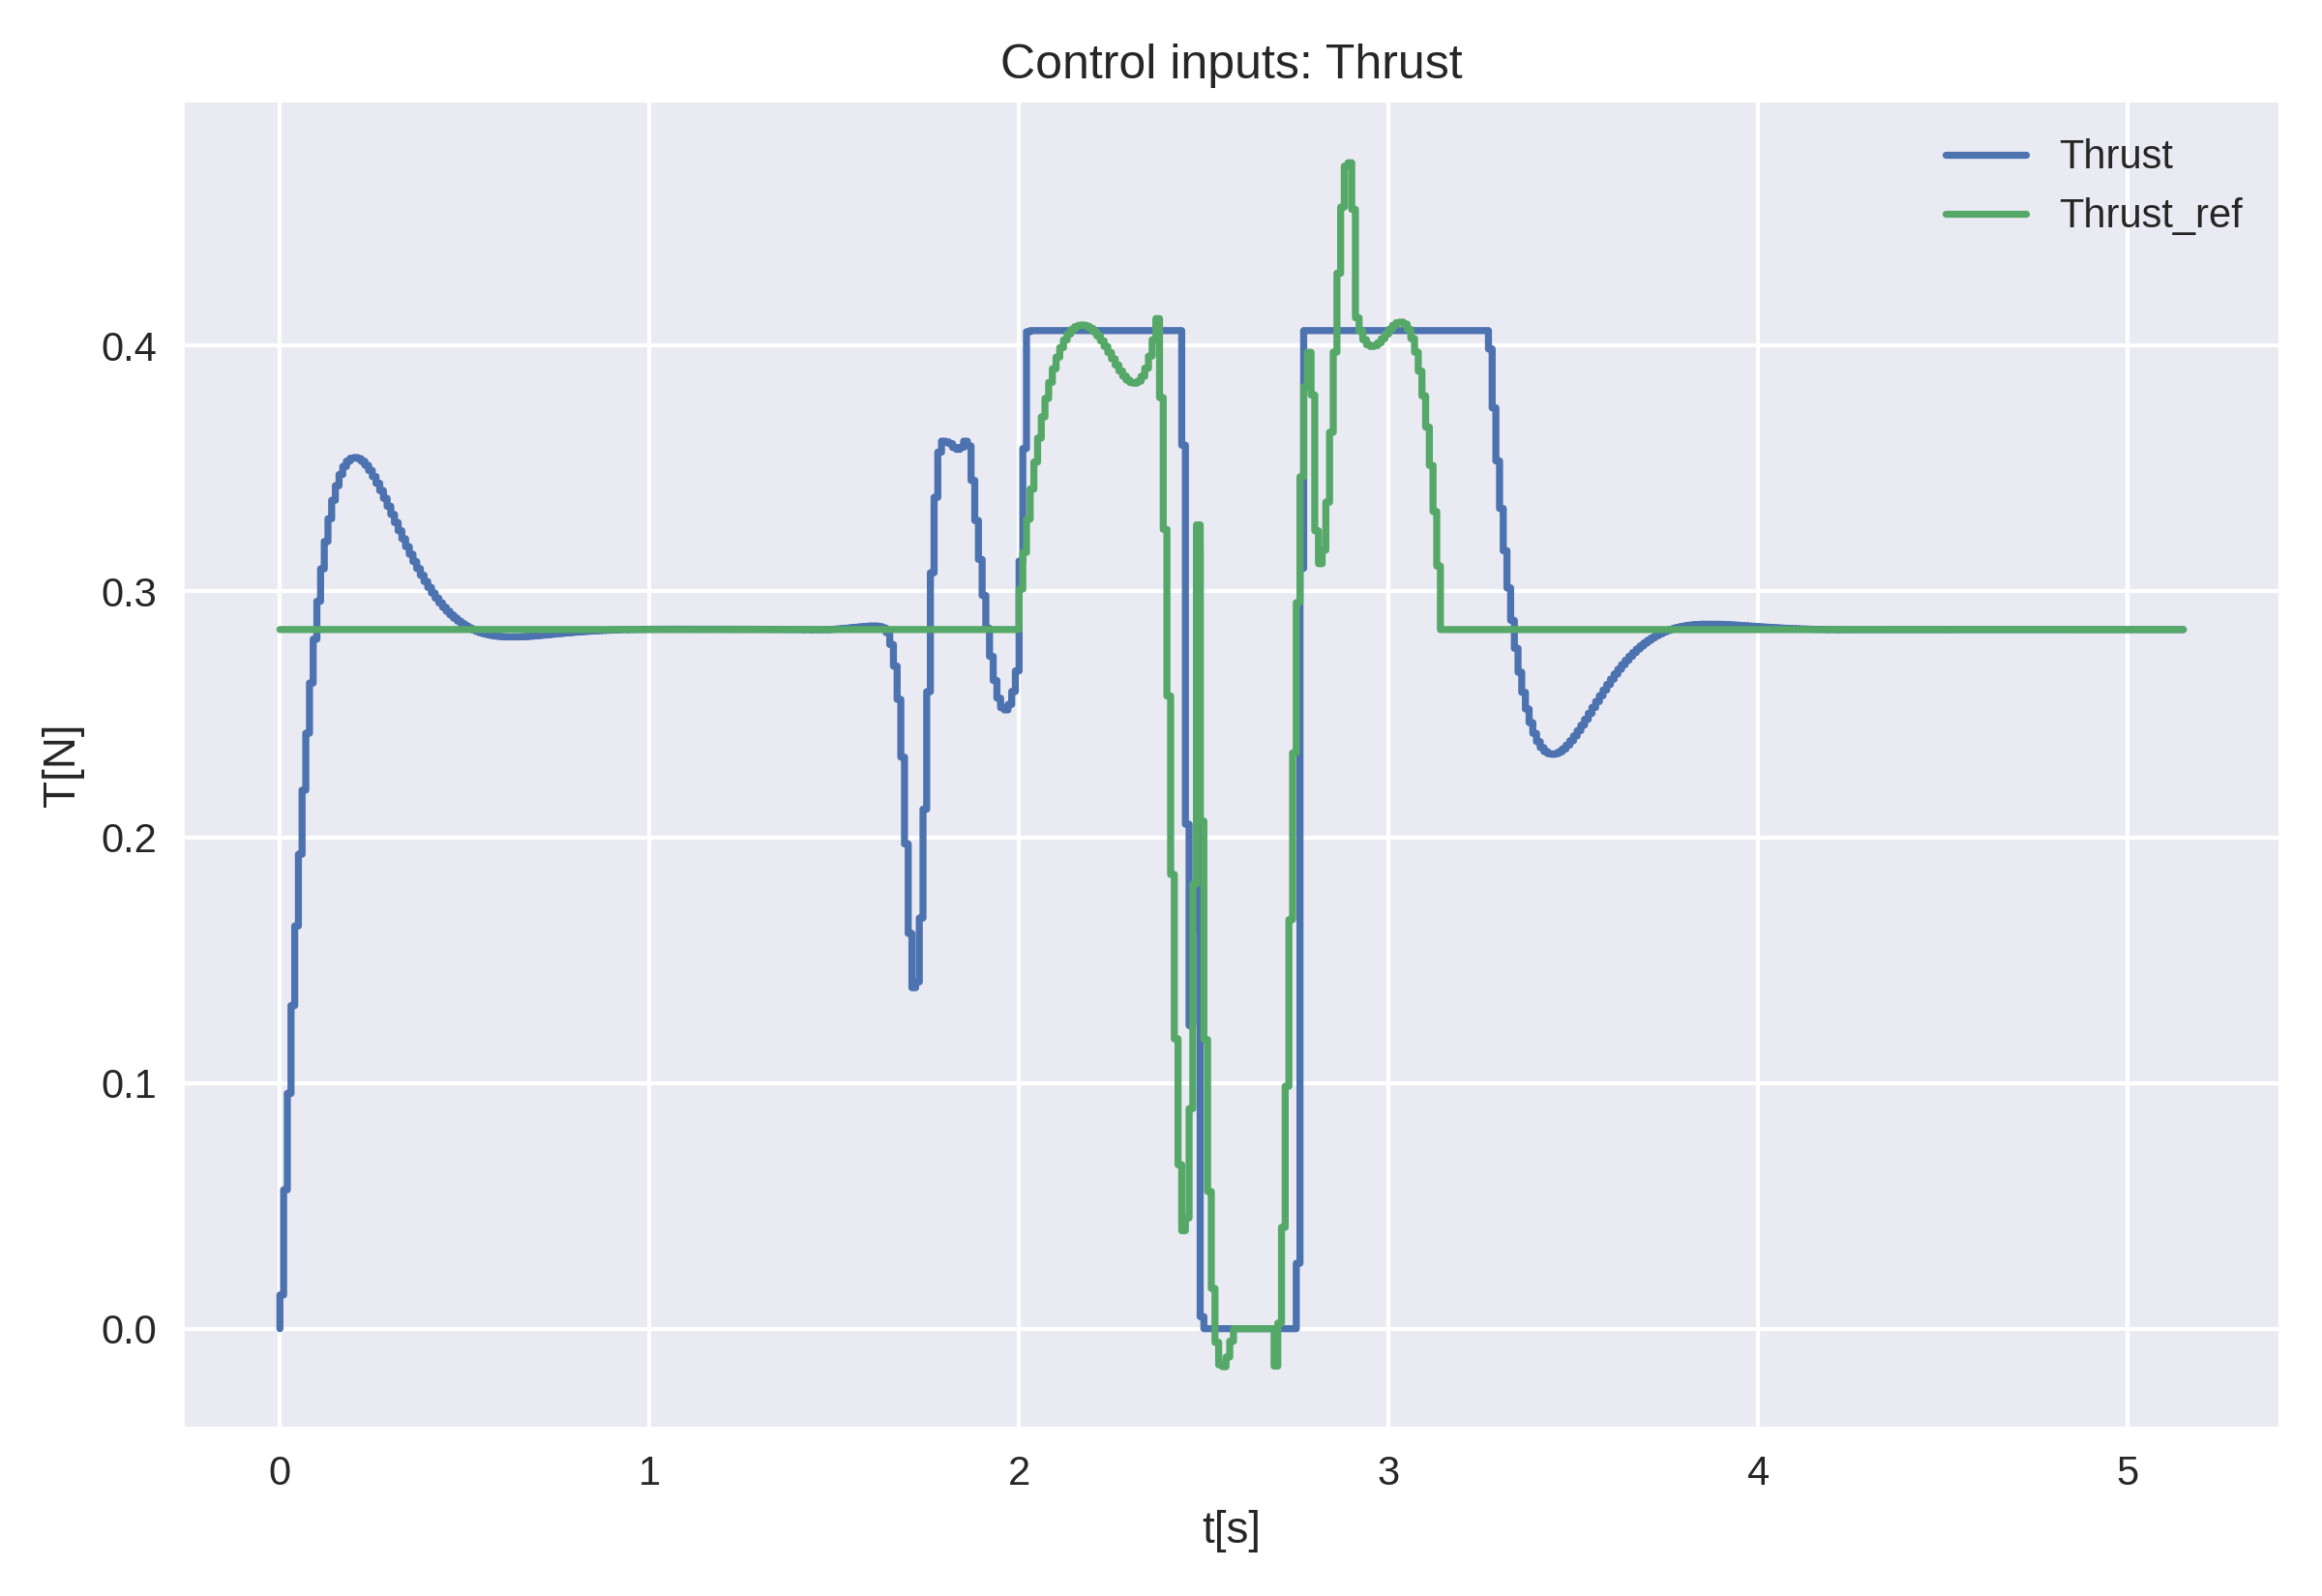 Control inputs: Thrust
Thrust
Thrust_ref
T[N]
0.4
0.3
0.2
0.1
0.0
0 1 2 3 4 5
t[s]